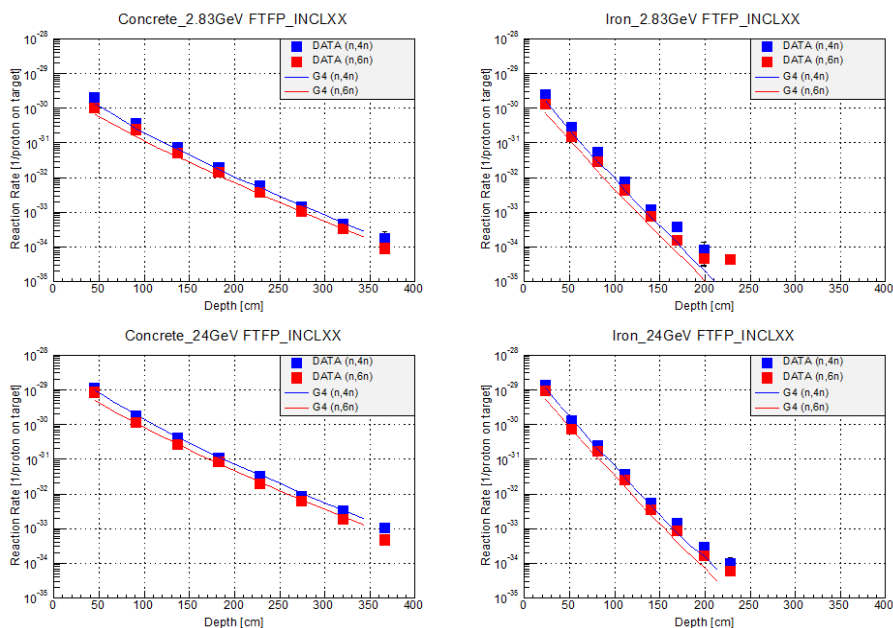 Concrete_2.83GeV FTFP_INCLXX
Reaction Rate [1/proton on target]
10-28
10-29
10-30
10-31
10-32
10-33
10-34
10-35
DATA (n,4n)
DATA (n,6n)
G4 (n,4n)
G4 (n,6n)
0 50 100 150 200 250 300 350 400
Depth [cm]
Iron_2.83GeV FTFP_INCLXX
Reaction Rate [1/proton on target]
10-28
10-29
10-30
10-31
10-32
10-33
10-34
10-35
DATA (n,4n)
DATA (n,6n)
G4 (n,4n)
G4 (n,6n)
0 50 100 150 200 250 300 350 400
Depth [cm]
Concrete_24GeV FTFP_INCLXX
Reaction Rate [1/proton on target]
10-28
10-29
10-30
10-31
10-32
10-33
10-34
10-35
DATA (n,4n)
DATA (n,6n)
G4 (n,4n)
G4 (n,6n)
0 50 100 150 200 250 300 350 400
Depth [cm]
Iron_24GeV FTFP_INCLXX
Reaction Rate [1/proton on target]
10-28
10-29
10-30
10-31
10-32
10-33
10-34
10-35
DATA (n,4n)
DATA (n,6n)
G4 (n,4n)
G4 (n,6n)
0 50 100 150 200 250 300 350 400
Depth [cm]